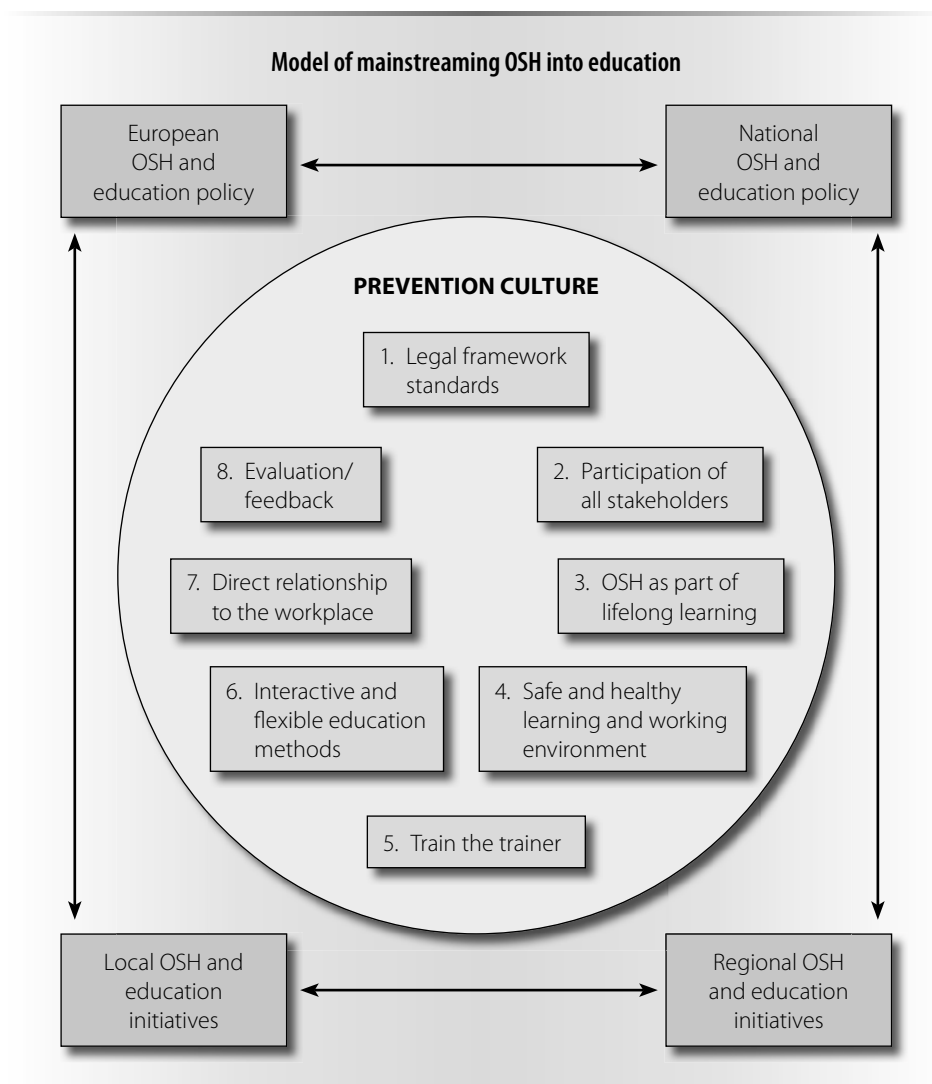 Model of mainstreaming OSH into education
European
OSH and
education policy
National
OSH and
education policy
PREVENTION CULTURE
1. Legal framework
standards
8. Evaluation/
feedback
2. Participation of
all stakeholders
7. Direct relationship
to the workplace
3. OSH as part of
lifelong learning
6. Interactive and
flexible education
methods
4. Safe and healthy
learning and working
environment
5. Train the trainer
Local OSH and
education
initiatives
Regional OSH
and education
initiatives